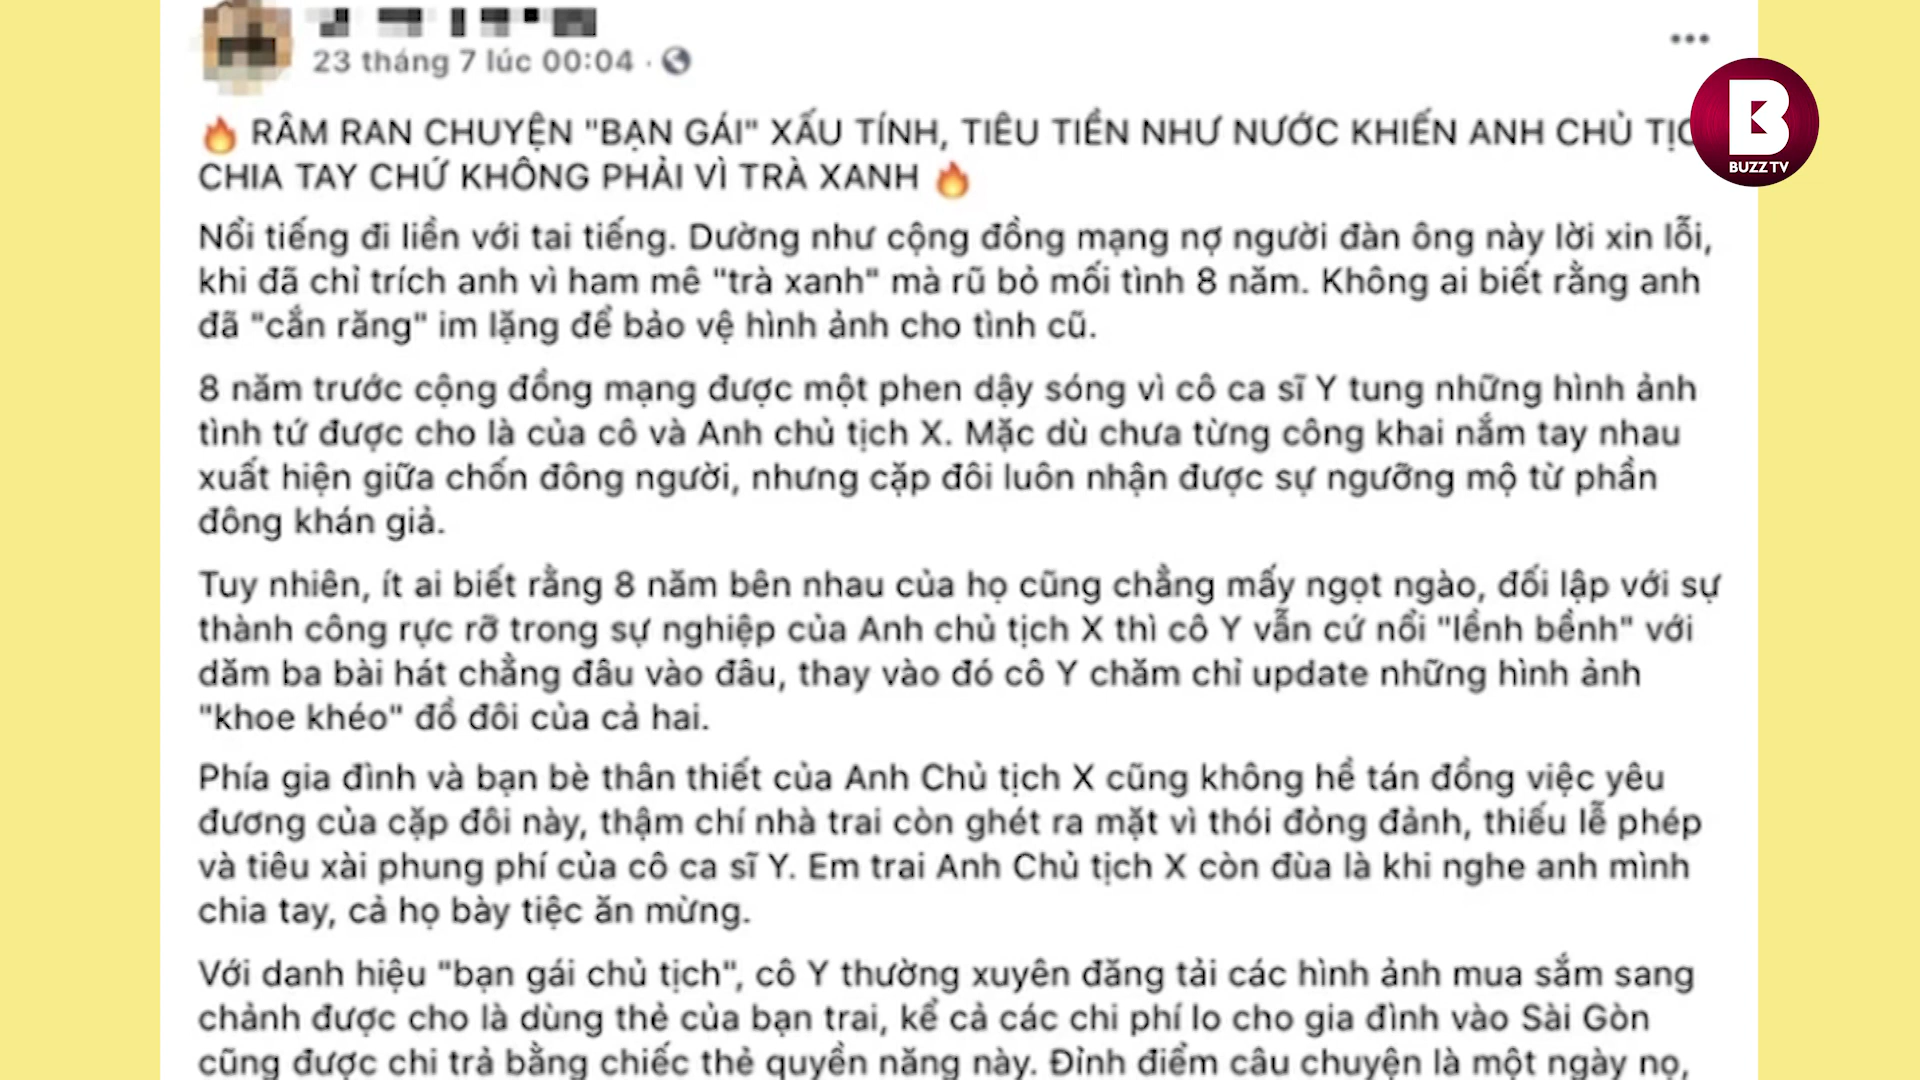 23 tháng 7 lúc 00:04 ·
RÂM RAN CHUYỆN "BẠN GÁI" XẤU TÍNH, TIÊU TIỀN NHƯ NƯỚC KHIẾN ANH CHỦ
CHIA TAY CHỨ KHÔNG PHẢI VÌ TRÀ XANH
Nổi tiếng đi liền với tai tiếng. Dường như cộng đồng mạng nợ người đàn ông này lời xin lỗi,
khi đã chỉ trích anh vì ham mê "trà xanh" mà rũ bỏ mối tình 8 năm. Không ai biết rằng anh
đã "cắn răng" im lặng để bảo vệ hình ảnh cho tình cũ.
8 năm trước cộng đồng mạng được một phen dậy sóng vì cô ca sĩ Y tung những hình ảnh
tình tứ được cho là của cô và Anh chủ tịch X. Mặc dù chưa từng công khai nắm tay nhau
xuất hiện giữa chốn đông người, nhưng cặp đôi luôn nhận được sự ngưỡng mộ từ phần
đông khán giả.
Tuy nhiên, ít ai biết rằng 8 năm bên nhau của họ cũng chẳng mấy ngọt ngào, đối lập với sự
thành công rực rỡ trong sự nghiệp của Anh chủ tịch X thì cô Y vẫn cứ nổi "lềnh bềnh" với
dăm ba bài hát chẳng đâu vào đâu, thay vào đó cô Y chăm chỉ update những hình ảnh
"khoe khéo" đồ đôi của cả hai.
Phía gia đình và bạn bè thân thiết của Anh Chủ tịch X cũng không hề tán đồng việc yêu
đương của cặp đôi này, thậm chí nhà trai còn ghét ra mặt vì thói đỏng đảnh, thiếu lễ phép
và tiêu xài phung phí của cô ca sĩ Y. Em trai Anh Chủ tịch X còn đùa là khi nghe anh mình
chia tay, cả họ bày tiệc ăn mừng.
Với danh hiệu "bạn gái chủ tịch", cô Y thường xuyên đăng tải các hình ảnh mua sắm sang
chảnh được cho là dùng thẻ của bạn trai, kể cả các chi phí lo cho gia đình vào Sài Gòn
cũng được chi trả bằng chiếc thẻ quyền năng này. Đỉnh điểm câu chuyện là một ngày nọ,
B
BUZZ TV